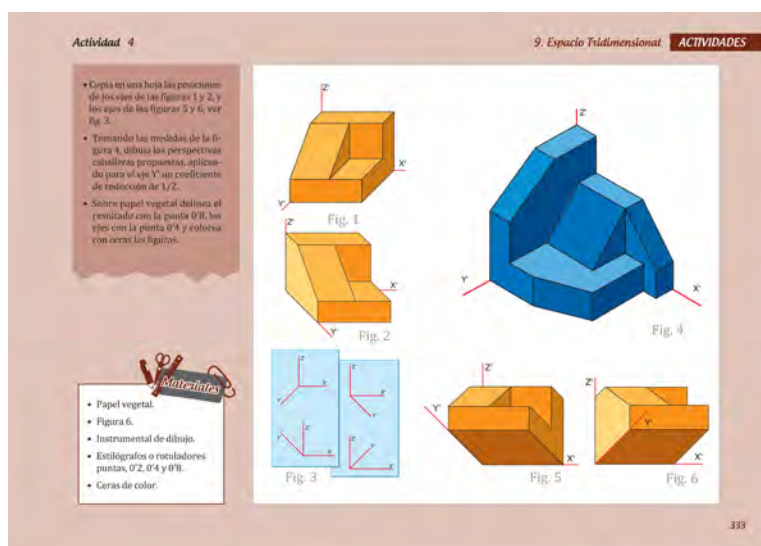 Actividad 4
9. Espacio Tridimensional ACTIVIDADES
• Copia en una hoja las posiciones
de los ejes de las figuras 1 y 2, y
los ejes de las figuras 5 y 6, ver
fig. 3.
• Tomando las medidas de la fi-
gura 4, dibuja las perspectivas
caballeras propuestas, aplican-
do para el eje Y' un coeficiente
de reducción de 1/2.
• Sobre papel vegetal delinea el
resultado con la punta 0'8, los
ejes con la punta 0'4 y colorea
con ceras las figuras.
Z'
X'
Y'
Fig. 1
Z'
X'
Y'
Fig. 2
Z'
Y'
X'
Fig. 4
Materiales
• Papel vegetal.
• Figura 6.
• Instrumental de dibujo.
• Estilógrafos o rotuladores
puntas, 0'2, 0'4 y 0'8.
• Ceras de color.
Z
X
Y
Z
X
Y
Z
Y
X
Z
Y
X
Fig. 3
Z'
Y'
X'
Fig. 5
Z'
Y'
X'
Fig. 6
333